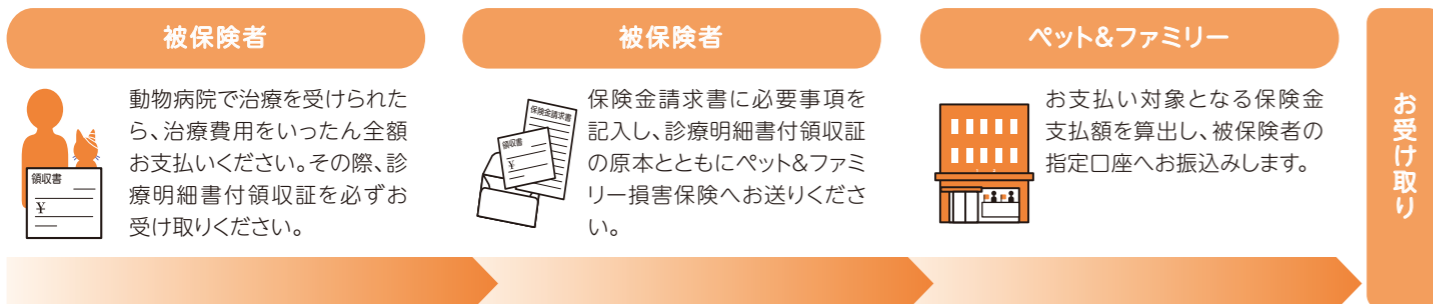 被保険者
動物病院で治療を受けられた
ら、治療費用をいったん全額
お支払いください。その際、診
療明細書付領収証を必ずお
受け取りください。
領収書
¥
被保険者
保険金請求書に必要事項を
記入し、診療明細書付領収証
の原本とともにペット&ファミ
リー損害保険へお送りくださ
い。
保険金請求書
領収書
¥
ペット&ファミリー
お支払い対象となる保険金
支払額を算出し、被保険者の
指定口座へお振込みします。
お受け取り